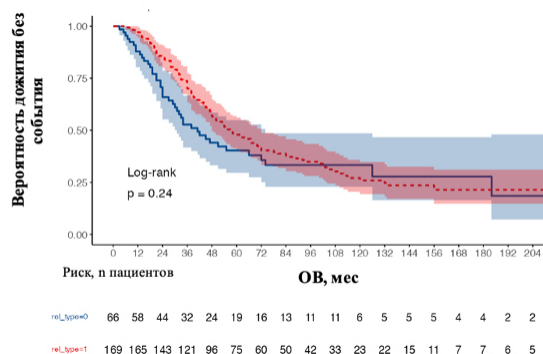 Вероятность дожития без
события
1.00
0.75
0.50
0.25
0.00
Log-rank
p = 0.24
0 12 24 36 48 60 72 84 96 108 120 132 144 156 168 180 192 204
Риск, n пациентов
ОВ, мес
rel_type=0 66 58 44 32 24 19 16 13 11 11 6 5 5 5 4 4 2 2
rel_type=1 169 165 143 121 96 75 60 50 42 33 23 22 15 11 7 7 6 5